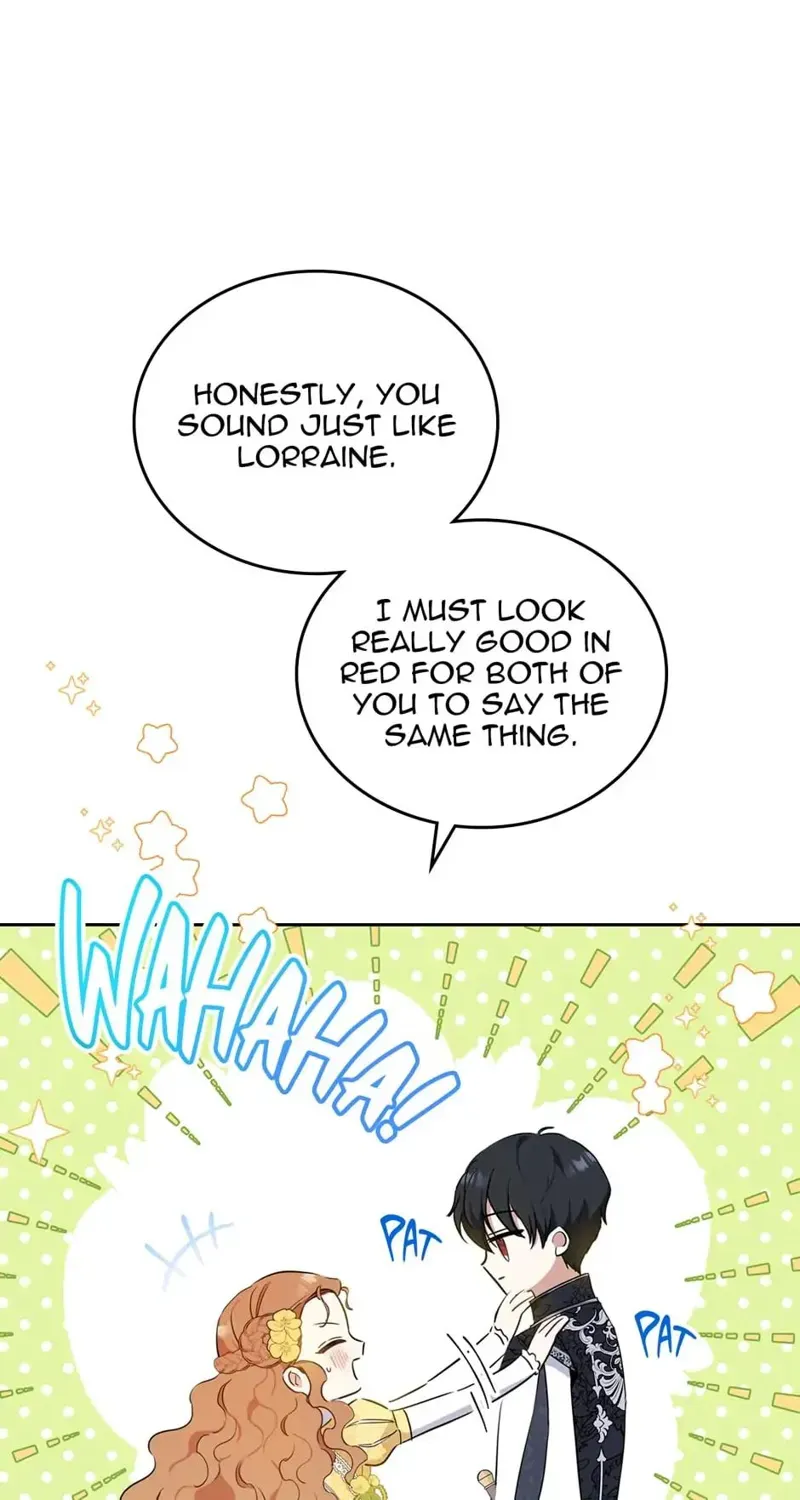 HONESTLY, YOU
SOUND JUST LIKE
LORRAINE.
I MUST LOOK
REALLY GOOD IN
RED FOR BOTH OF
YOU TO SAY THE
SAME THING.
WAHAHAHA!
PAT
PAT